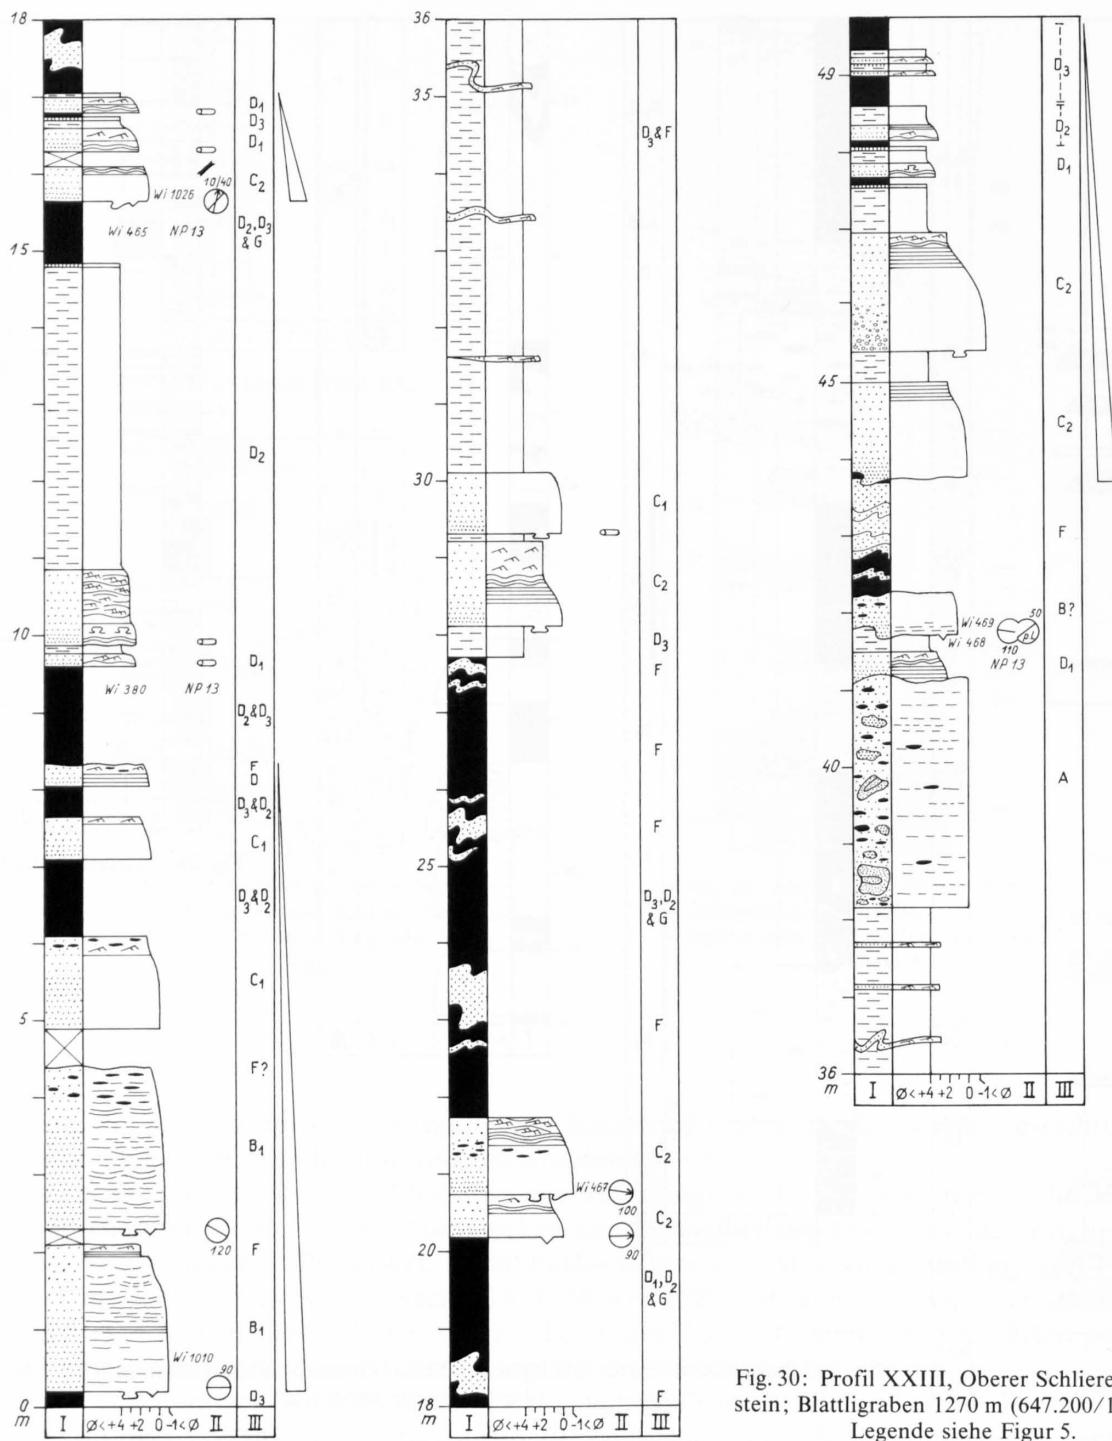 18
D1
D3
D1
10/40
Wi 1026
C2
Wi 465 NP 13
D2, D3
& G
15
D2
10
D1
Wi 380 NP 13
D2 & D3
F
D
D3 & D2
C1
D3 & D2
C1
5
F?
B1
120
F
B1
Wi 1010
90
D3
0
m I Ø<+4 +2 0 -1<Ø II III
36
35
D3 & F
30
C1
C2
D3
F
F
F
25
D3, D2
& G
F
C2
Wi 467
100
C2
90
20
D1, D2
& G
F
18
m I Ø<+4 +2 0 -1<Ø II III
49
D3
D2
D1
C2
45
C2
F
B?
Wi 469
50
Wi 468
pl
110
NP 13
D1
40
A
36
m I Ø<+4 +2 0 -1<Ø II III
Fig. 30: Profil XXIII, Oberer Schliere
stein; Blattligraben 1270 m (647.200/1
Legende siehe Figur 5.